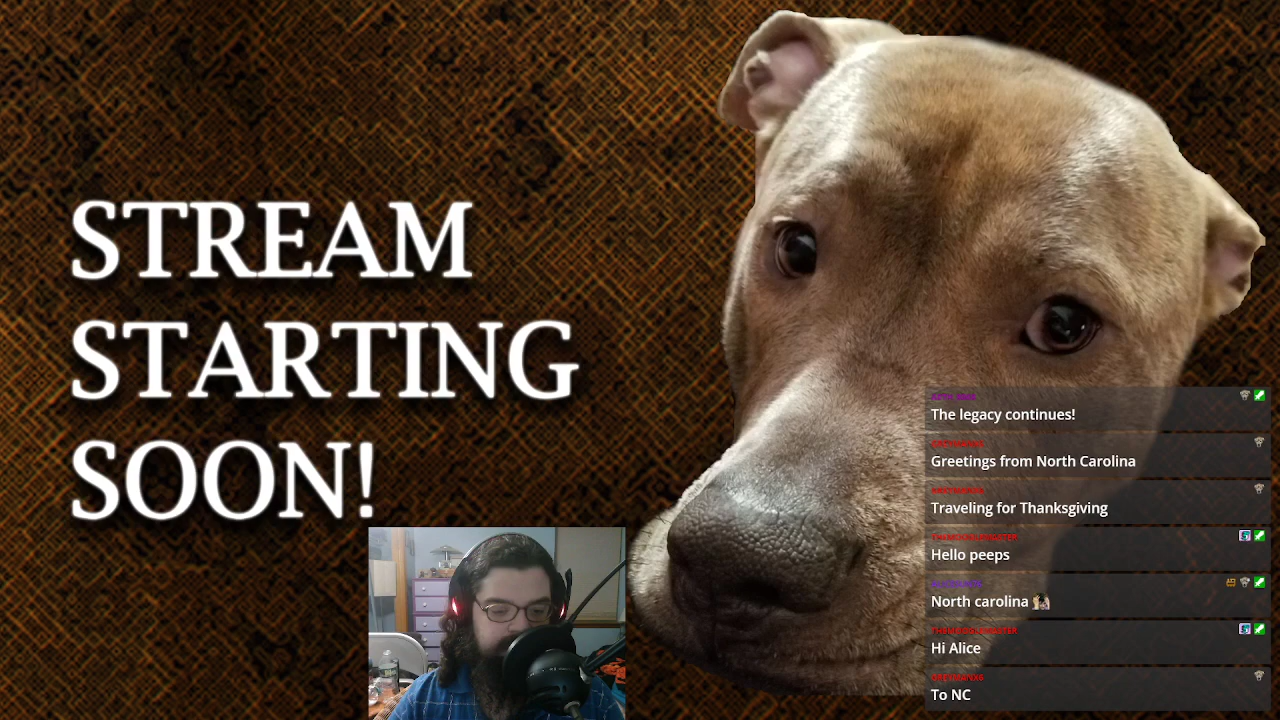 STREAM
STARTING
SOON!
The legacy continues!
Greetings from North Carolina
Traveling for Thanksgiving
Hello peeps
North carolina
Hi Alice
To NC